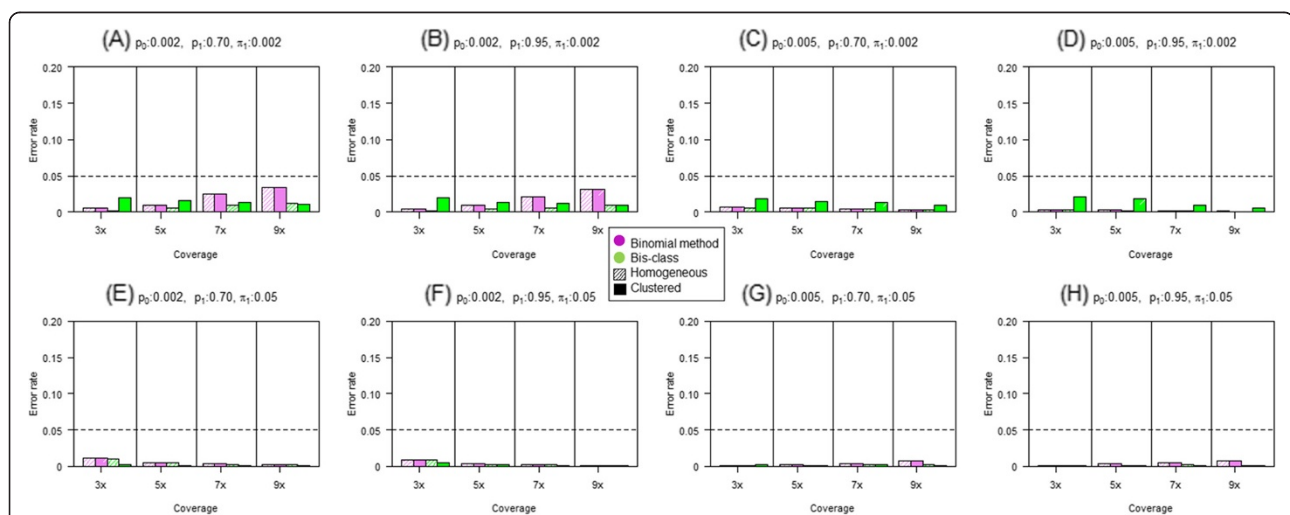 (A) p₀:0.002, p₁:0.70, π₁:0.002
0.20
0.15
0.10
0.05
0
Error rate
3x 5x 7x 9x
Coverage
(B) p₀:0.002, p₁:0.95, π₁:0.002
0.20
0.15
0.10
0.05
0
Error rate
3x 5x 7x 9x
Coverage
(C) p₀:0.005, p₁:0.70, π₁:0.002
0.20
0.15
0.10
0.05
0
Error rate
3x 5x 7x 9x
Coverage
(D) p₀:0.005, p₁:0.95, π₁:0.002
0.20
0.15
0.10
0.05
0
Error rate
3x 5x 7x 9x
Coverage
Binomial method
Bis-class
Homogeneous
Clustered
(E) p₀:0.002, p₁:0.70, π₁:0.05
0.20
0.15
0.10
0.05
0
Error rate
3x 5x 7x 9x
Coverage
(F) p₀:0.002, p₁:0.95, π₁:0.05
0.20
0.15
0.10
0.05
0
Error rate
3x 5x 7x 9x
Coverage
(G) p₀:0.005, p₁:0.70, π₁:0.05
0.20
0.15
0.10
0.05
0
Error rate
3x 5x 7x 9x
Coverage
(H) p₀:0.005, p₁:0.95, π₁:0.05
0.20
0.15
0.10
0.05
0
Error rate
3x 5x 7x 9x
Coverage